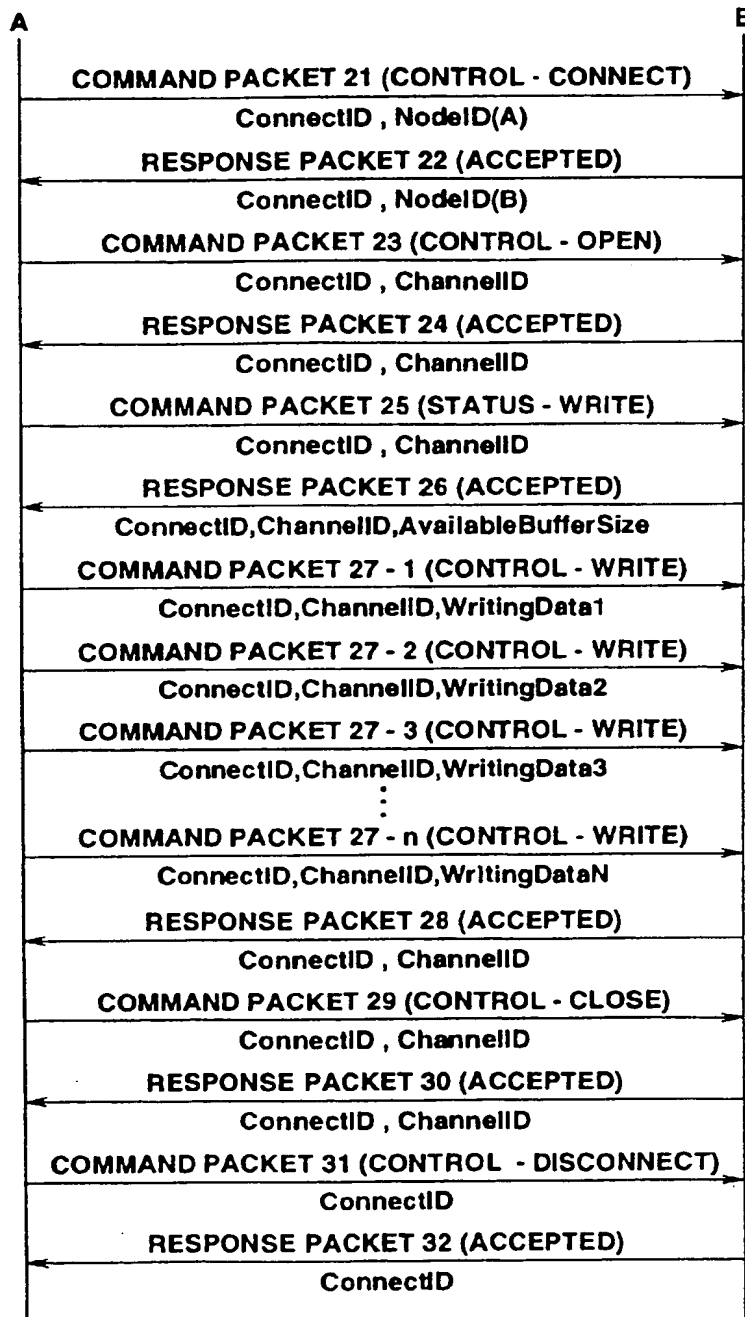 A B
COMMAND PACKET 21 (CONTROL - CONNECT)
ConnectID , NodeID(A)
RESPONSE PACKET 22 (ACCEPTED)
ConnectID , NodeID(B)
COMMAND PACKET 23 (CONTROL - OPEN)
ConnectID , ChannelID
RESPONSE PACKET 24 (ACCEPTED)
ConnectID , ChannelID
COMMAND PACKET 25 (STATUS - WRITE)
ConnectID , ChannelID
RESPONSE PACKET 26 (ACCEPTED)
ConnectID,ChannelID,AvailableBufferSize
COMMAND PACKET 27 - 1 (CONTROL - WRITE)
ConnectID,ChannelID,WritingData1
COMMAND PACKET 27 - 2 (CONTROL - WRITE)
ConnectID,ChannelID,WritingData2
COMMAND PACKET 27 - 3 (CONTROL - WRITE)
ConnectID,ChannelID,WritingData3
COMMAND PACKET 27 - n (CONTROL - WRITE)
ConnectID,ChannelID,WritingDataN
RESPONSE PACKET 28 (ACCEPTED)
ConnectID , ChannelID
COMMAND PACKET 29 (CONTROL - CLOSE)
ConnectID , ChannelID
RESPONSE PACKET 30 (ACCEPTED)
ConnectID , ChannelID
COMMAND PACKET 31 (CONTROL - DISCONNECT)
ConnectID
RESPONSE PACKET 32 (ACCEPTED)
ConnectID